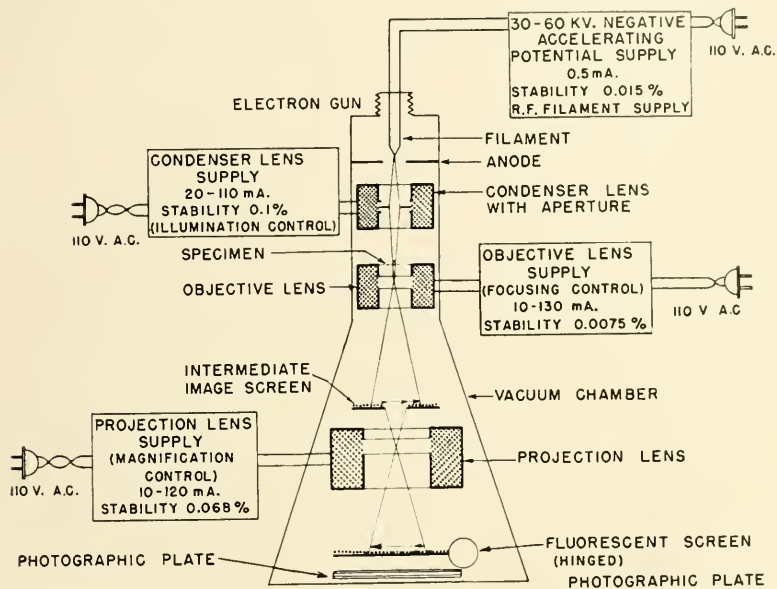 30-60 KV. NEGATIVE
ACCELERATING
POTENTIAL SUPPLY
0.5 mA.
STABILITY 0.015 %
R.F. FILAMENT SUPPLY
110 V. A.C.
ELECTRON GUN
FILAMENT
ANODE
CONDENSER LENS
SUPPLY
20-110 mA.
STABILITY 0.1%
(ILLUMINATION CONTROL)
110 V. A.C.
CONDENSER LENS
WITH APERTURE
SPECIMEN
OBJECTIVE LENS
OBJECTIVE LENS
SUPPLY
(FOCUSING CONTROL)
10-130 mA.
STABILITY 0.0075 %
110 V A.C
INTERMEDIATE
IMAGE SCREEN
VACUUM CHAMBER
PROJECTION LENS
SUPPLY
(MAGNIFICATION
CONTROL)
10-120 mA.
STABILITY 0.068 %
110 V. A.C.
PROJECTION LENS
FLUORESCENT SCREEN
(HINGED)
PHOTOGRAPHIC PLATE
PHOTOGRAPHIC PLATE